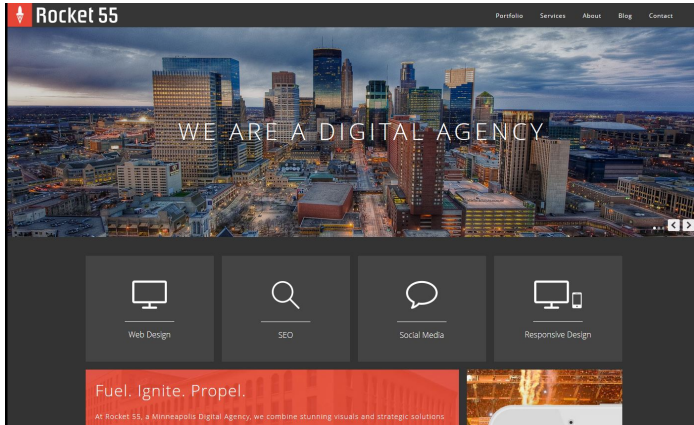 Rocket 55
Portfolio Services About Blog Contact
WE ARE A DIGITAL AGENCY
Web Design
SEO
Social Media
Responsive Design
Fuel. Ignite. Propel.
At Rocket 55, a Minneapolis Digital Agency, we combine stunning visuals and strategic solutions